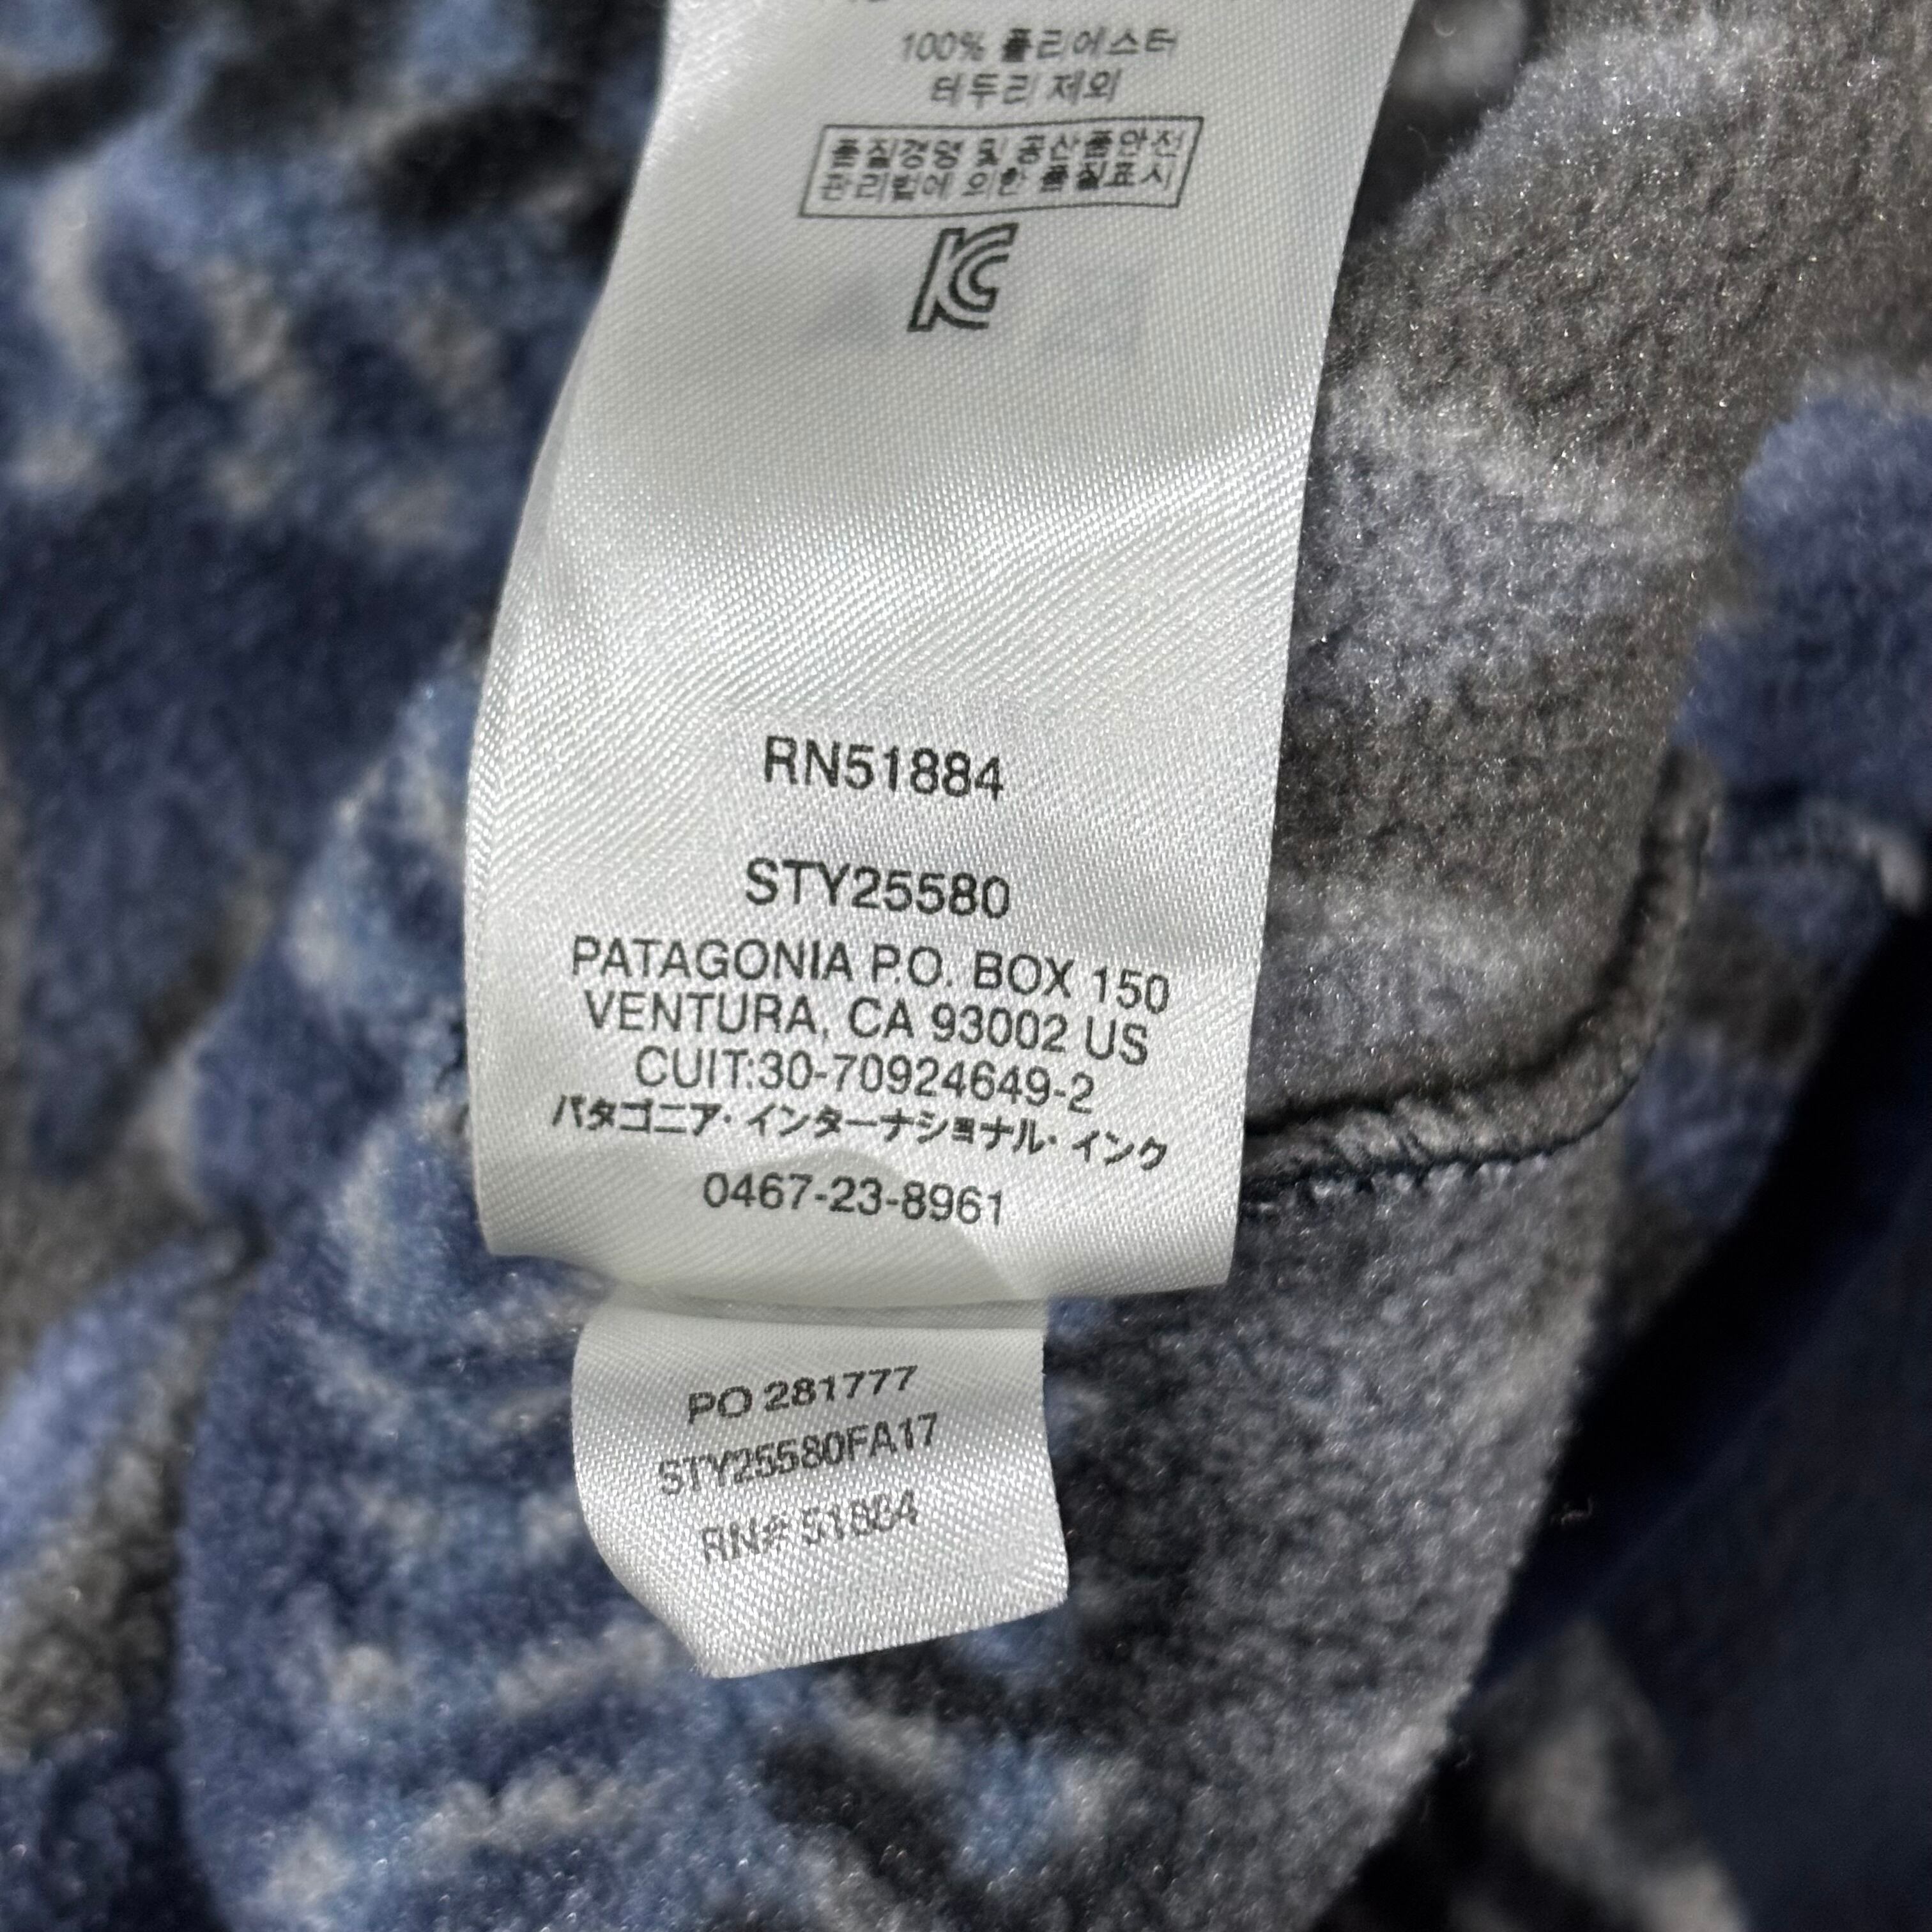 100% 폴리에스터
테두리 제외
품질경영 및 공산품안전
관리법에 의한 품질표시
KC
RN51884
STY25580
PATAGONIA P.O. BOX 150
VENTURA, CA 93002 US
CUIT:30-70924649-2
パタゴニア・インターナショナル・インク
0467-23-8961
PO 281777
STY25580FA17
RN# 51884